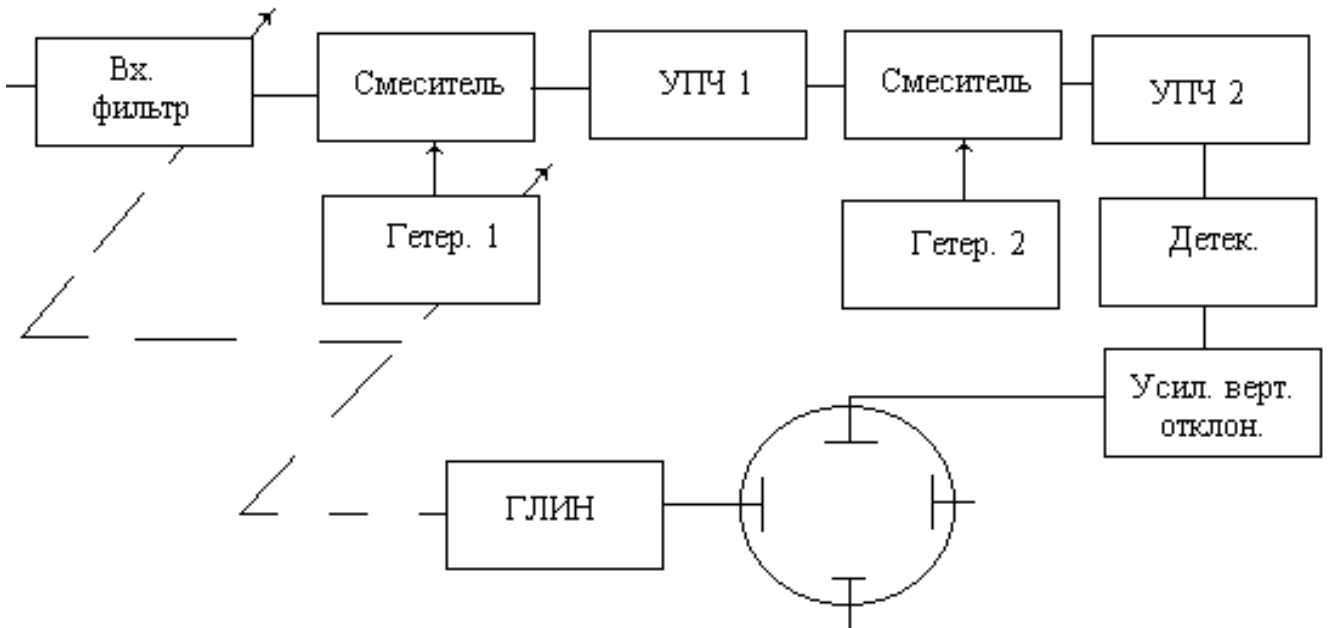 Вх.
фильтр
Смеситель
УПЧ 1
Смеситель
УПЧ 2
Гетер. 1
Гетер. 2
Детек.
Усил. верт.
отклон.
ГЛИН